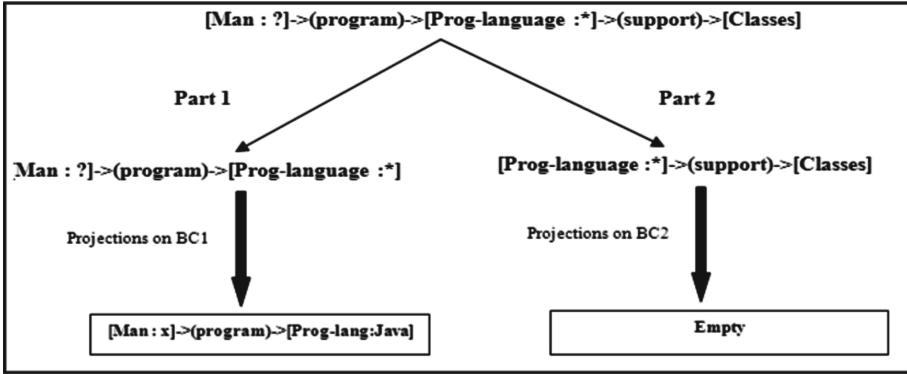 [Man : ?]->(program)->[Prog-language :*]->(support)->[Classes]
Part 1
Part 2
[Man : ?]->(program)->[Prog-language :*]
[Prog-language :*]->(support)->[Classes]
Projections on BC1
Projections on BC2
[Man : x]->(program)->[Prog-lang:Java]
Empty